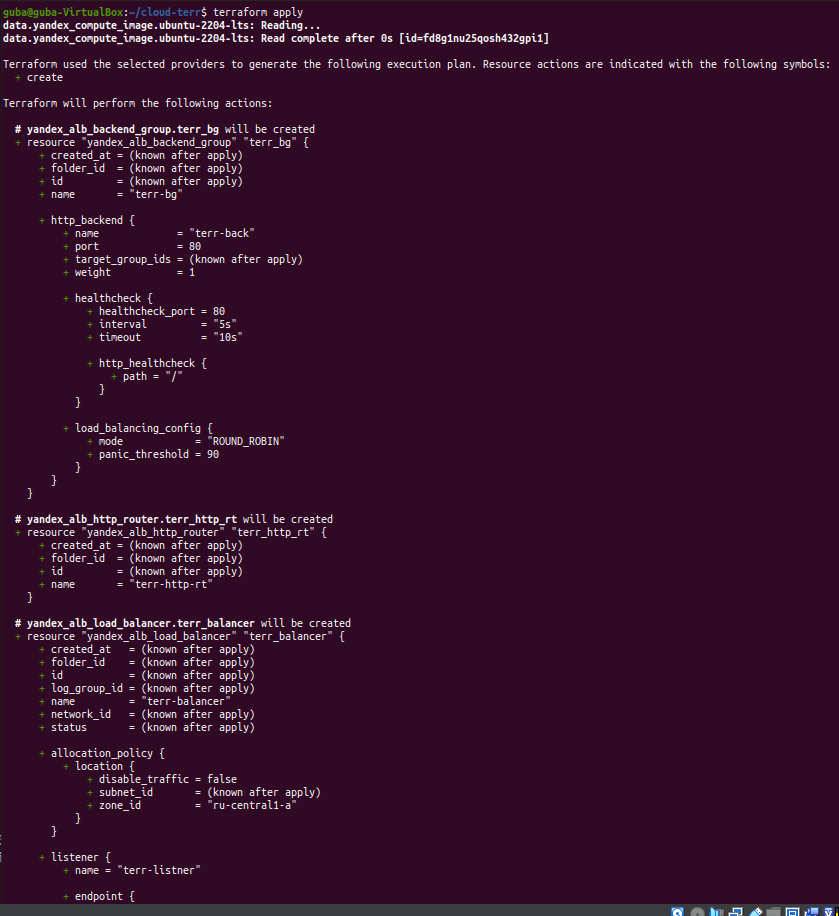 guba@guba-VirtualBox:~/cloud-terr$ terraform apply
data.yandex_compute_image.ubuntu-2204-lts: Reading...
data.yandex_compute_image.ubuntu-2204-lts: Read complete after 0s [id=fd8g1nu25qosh432gpi1]

Terraform used the selected providers to generate the following execution plan. Resource actions are indicated with the following symbols:
  + create

Terraform will perform the following actions:

  # yandex_alb_backend_group.terr_bg will be created
  + resource "yandex_alb_backend_group" "terr_bg" {
      + created_at = (known after apply)
      + folder_id  = (known after apply)
      + id         = (known after apply)
      + name       = "terr-bg"

      + http_backend {
          + name             = "terr-back"
          + port             = 80
          + target_group_ids = (known after apply)
          + weight           = 1

          + healthcheck {
              + healthcheck_port = 80
              + interval         = "5s"
              + timeout          = "10s"

              + http_healthcheck {
                  + path = "/"
                }
            }

          + load_balancing_config {
              + mode            = "ROUND_ROBIN"
              + panic_threshold = 90
            }
        }
    }

  # yandex_alb_http_router.terr_http_rt will be created
  + resource "yandex_alb_http_router" "terr_http_rt" {
      + created_at = (known after apply)
      + folder_id  = (known after apply)
      + id         = (known after apply)
      + name       = "terr-http-rt"
    }

  # yandex_alb_load_balancer.terr_balancer will be created
  + resource "yandex_alb_load_balancer" "terr_balancer" {
      + created_at   = (known after apply)
      + folder_id    = (known after apply)
      + id           = (known after apply)
      + log_group_id = (known after apply)
      + name         = "terr-balancer"
      + network_id   = (known after apply)
      + status       = (known after apply)

      + allocation_policy {
          + location {
              + disable_traffic = false
              + subnet_id       = (known after apply)
              + zone_id         = "ru-central1-a"
            }
        }

      + listener {
          + name = "terr-listner"

          + endpoint {